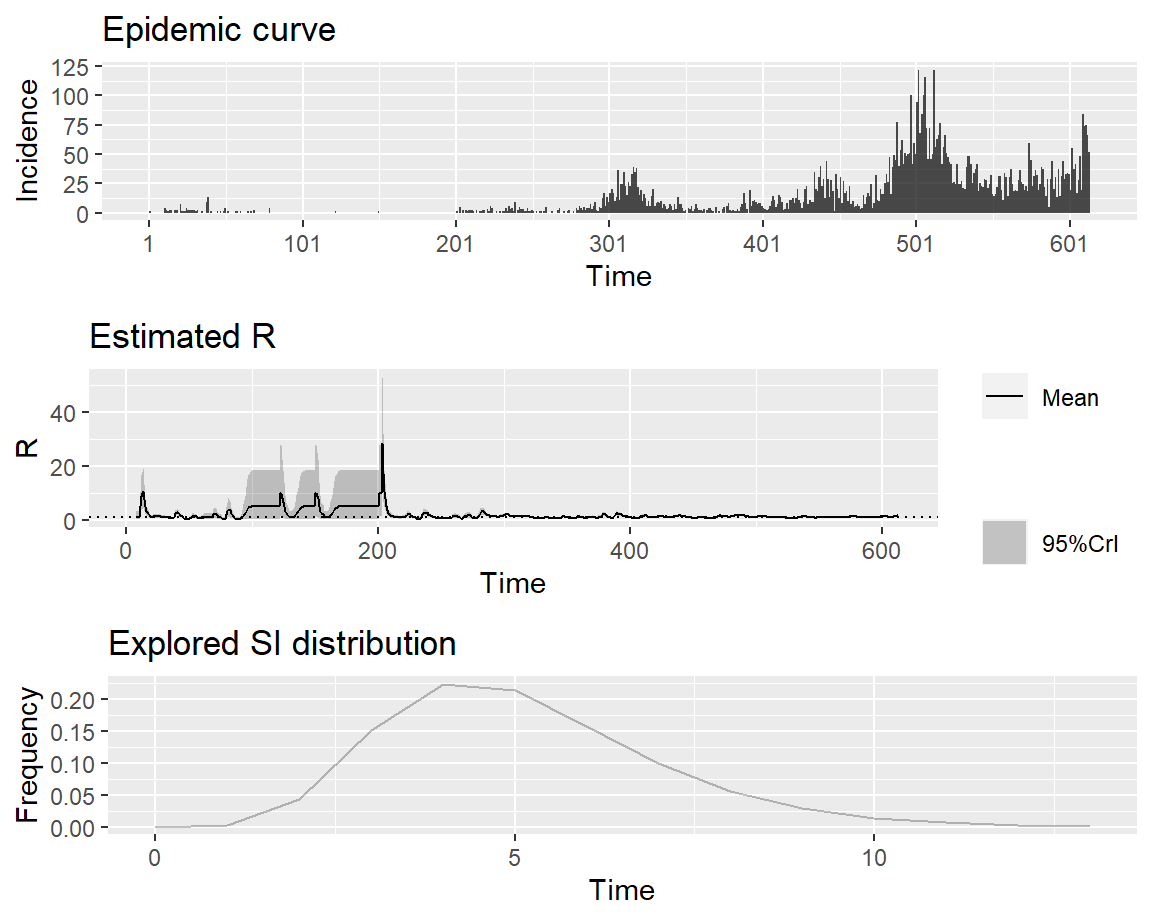 Epidemic curve
125
100
75
50
25
0
Incidence
1 101 201 301 401 501 601
Time
Estimated R
40
20
0
R
0 200 400 600
Time
Mean
95%CrI
Explored SI distribution
0.20
0.15
0.10
0.05
0.00
Frequency
0 5 10
Time